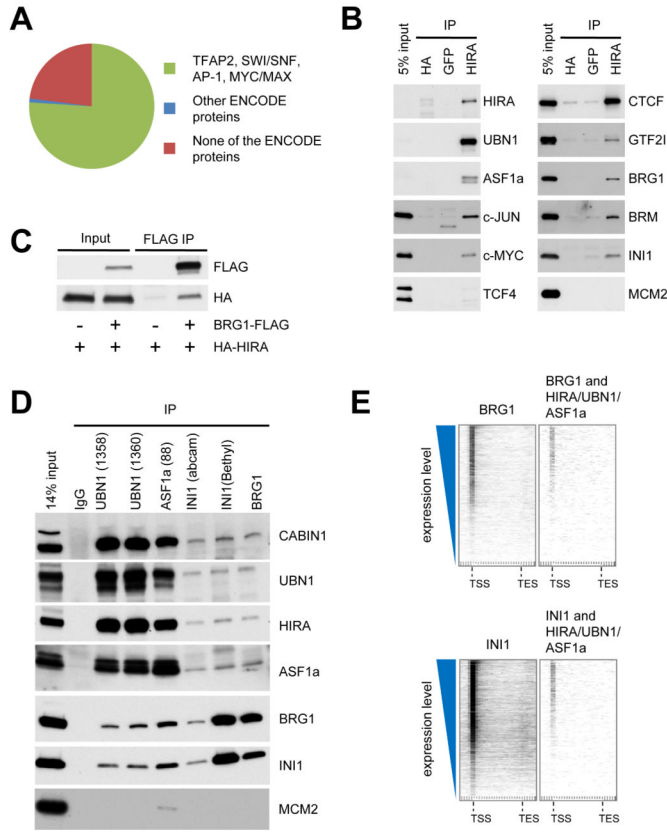 A
TFAP2, SWI/SNF,
AP-1, MYC/MAX
Other ENCODE
proteins
None of the ENCODE
proteins
B
IP
5% input
HA
GFP
HIRA
HIRA
UBN1
ASF1a
c-JUN
c-MYC
TCF4
IP
5% input
HA
GFP
HIRA
CTCF
GTF2I
BRG1
BRM
INI1
MCM2
C
Input
FLAG IP
FLAG
HA
- + - + BRG1-FLAG
+ + + + HA-HIRA
D
IP
14% input
IgG
UBN1 (1358)
UBN1 (1360)
ASF1a (88)
INI1 (abcam)
INI1(Bethyl)
BRG1
CABIN1
UBN1
HIRA
ASF1a
BRG1
INI1
MCM2
E
BRG1
BRG1 and
HIRA/UBN1/
ASF1a
expression level
TSS TES TSS TES
INI1
INI1 and
HIRA/UBN1/
ASF1a
expression level
TSS TES TSS TES